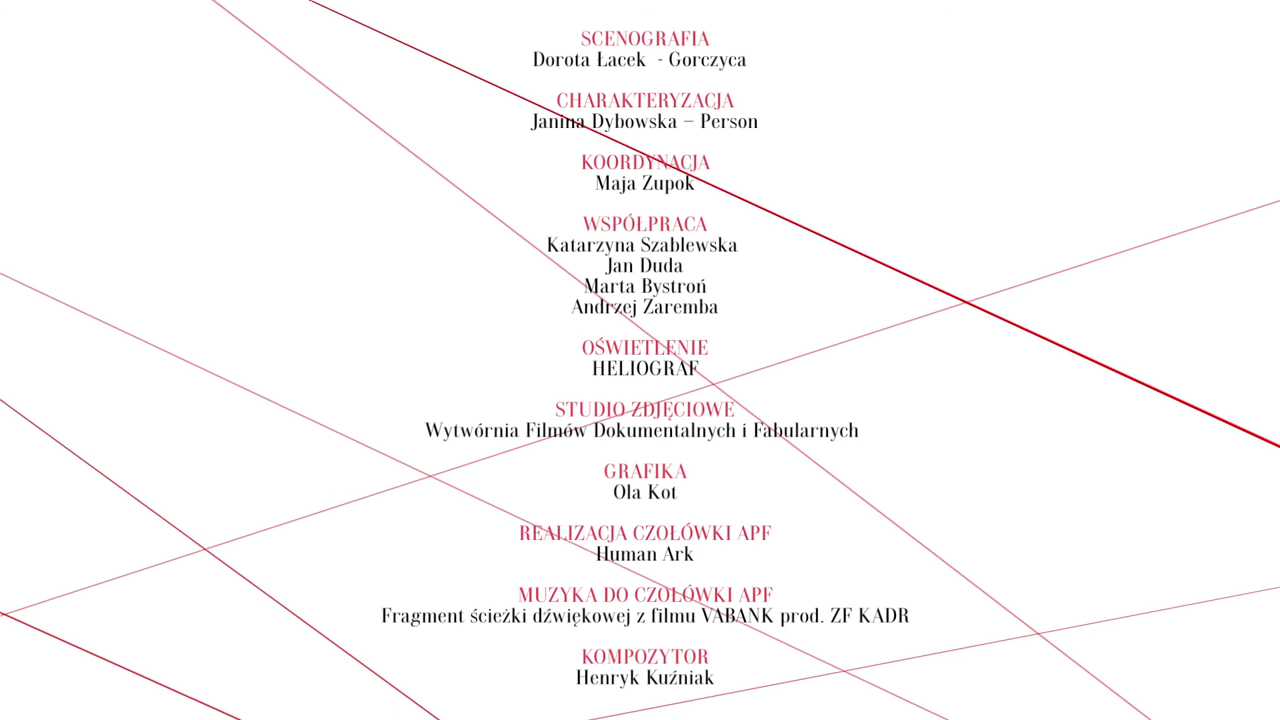 SCENOGRAFIA
Dorota Łacek - Gorczyca
CHARAKTERYZACJA
Janina Dybowska – Person
KOORDYNACJA
Maja Zupok
WSPÓŁPRACA
Katarzyna Szablewska
Jan Duda
Marta Bystroń
Andrzej Zaremba
OŚWIETLENIE
HELIOGRAF
STUDIO ZDJĘCIOWE
Wytwórnia Filmów Dokumentalnych i Fabularnych
GRAFIKA
Ola Kot
REALIZACJA CZOŁÓWKI APF
Human Ark
MUZYKA DO CZOŁÓWKI APF
Fragment ścieżki dźwiękowej z filmu VABANK prod. ZF KADR
KOMPOZYTOR
Henryk Kuźniak